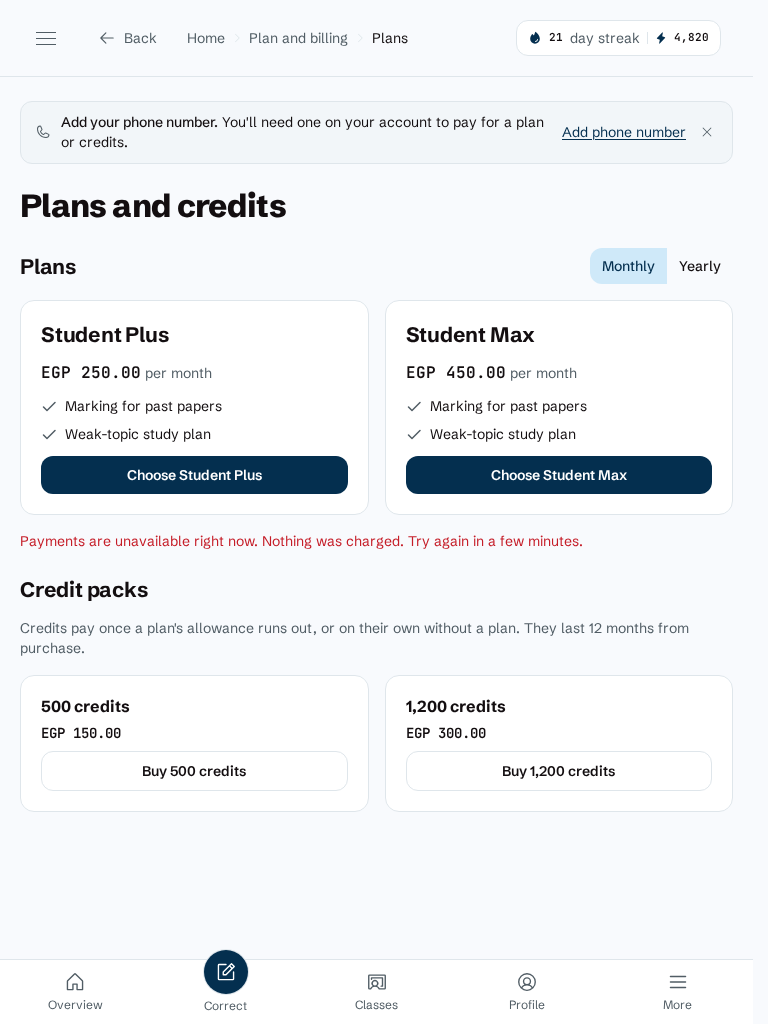 Back
Home
Plan and billing
Plans
21 day streak
4,820
Add your phone number. You'll need one on your account to pay for a plan
or credits.
Add phone number
Plans and credits
Plans
Monthly
Yearly
Student Plus
EGP 250.00 per month
Marking for past papers
Weak-topic study plan
Choose Student Plus
Student Max
EGP 450.00 per month
Marking for past papers
Weak-topic study plan
Choose Student Max
Payments are unavailable right now. Nothing was charged. Try again in a few minutes.
Credit packs
Credits pay once a plan's allowance runs out, or on their own without a plan. They last 12 months from
purchase.
500 credits
EGP 150.00
Buy 500 credits
1,200 credits
EGP 300.00
Buy 1,200 credits
Overview
Correct
Classes
Profile
More